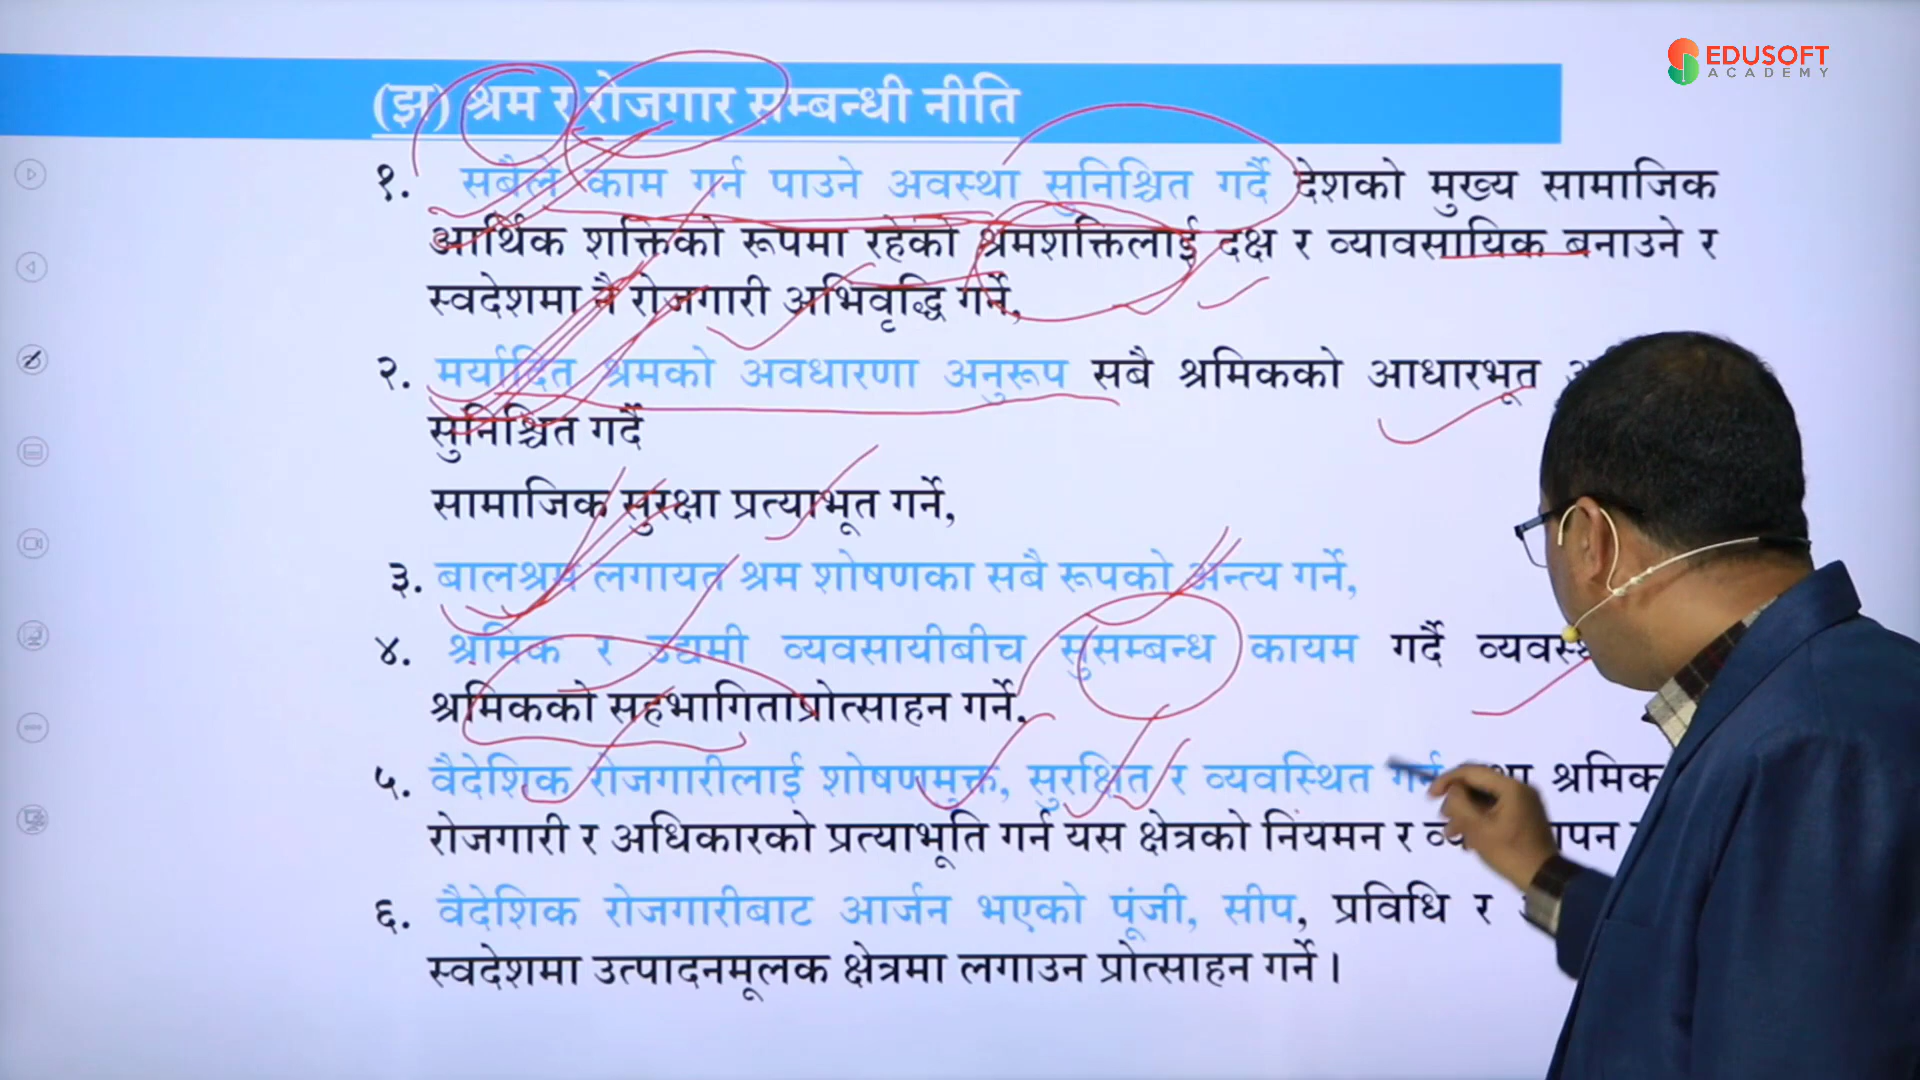 EDUSOFT
ACADEMY
(झ) श्रम र रोजगार सम्बन्धी नीति
१. सबैले काम गर्न पाउने अवस्था सुनिश्चित गर्दै देशको मुख्य सामाजिक
आर्थिक शक्तिको रूपमा रहेको श्रमशक्तिलाई दक्ष र व्यावसायिक बनाउने र
स्वदेशमा नै रोजगारी अभिवृद्धि गर्ने,
२. मर्यादित श्रमको अवधारणा अनुरूप सबै श्रमिकको आधारभूत
सुनिश्चित गर्दै
सामाजिक सुरक्षा प्रत्याभूत गर्ने,
३. बालश्रम लगायत श्रम शोषणका सबै रूपको अन्त्य गर्ने,
४. श्रमिक र उद्यमी व्यवसायीबीच सुसम्बन्ध कायम गर्दै
श्रमिकको सहभागिताप्रोत्साहन गर्ने,
५. वैदेशिक रोजगारीलाई शोषणमुक्त, सुरक्षित र व्यवस्थित गर्न
रोजगारी र अधिकारको प्रत्याभूति गर्न यस क्षेत्रको नियमन र
६. वैदेशिक रोजगारीबाट आर्जन भएको पूंजी, सीप, प्रविधि र
स्वदेशमा उत्पादनमूलक क्षेत्रमा लगाउन प्रोत्साहन गर्ने ।